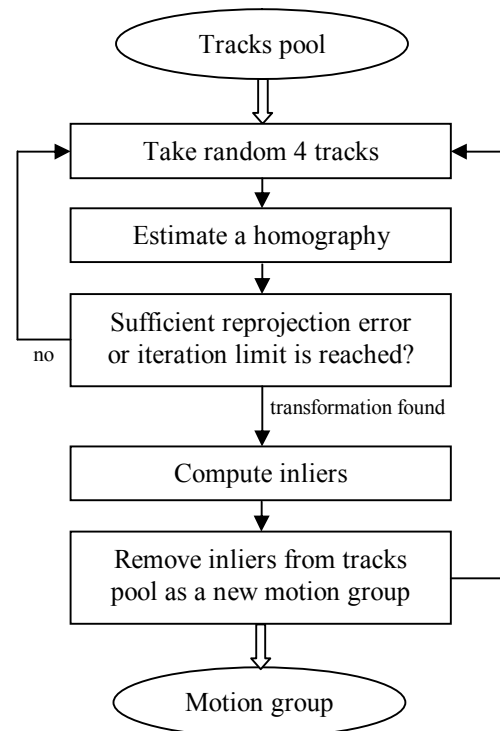 Tracks pool
Take random 4 tracks
Estimate a homography
Sufficient reprojection error
or iteration limit is reached?
no
transformation found
Compute inliers
Remove inliers from tracks
pool as a new motion group
Motion group